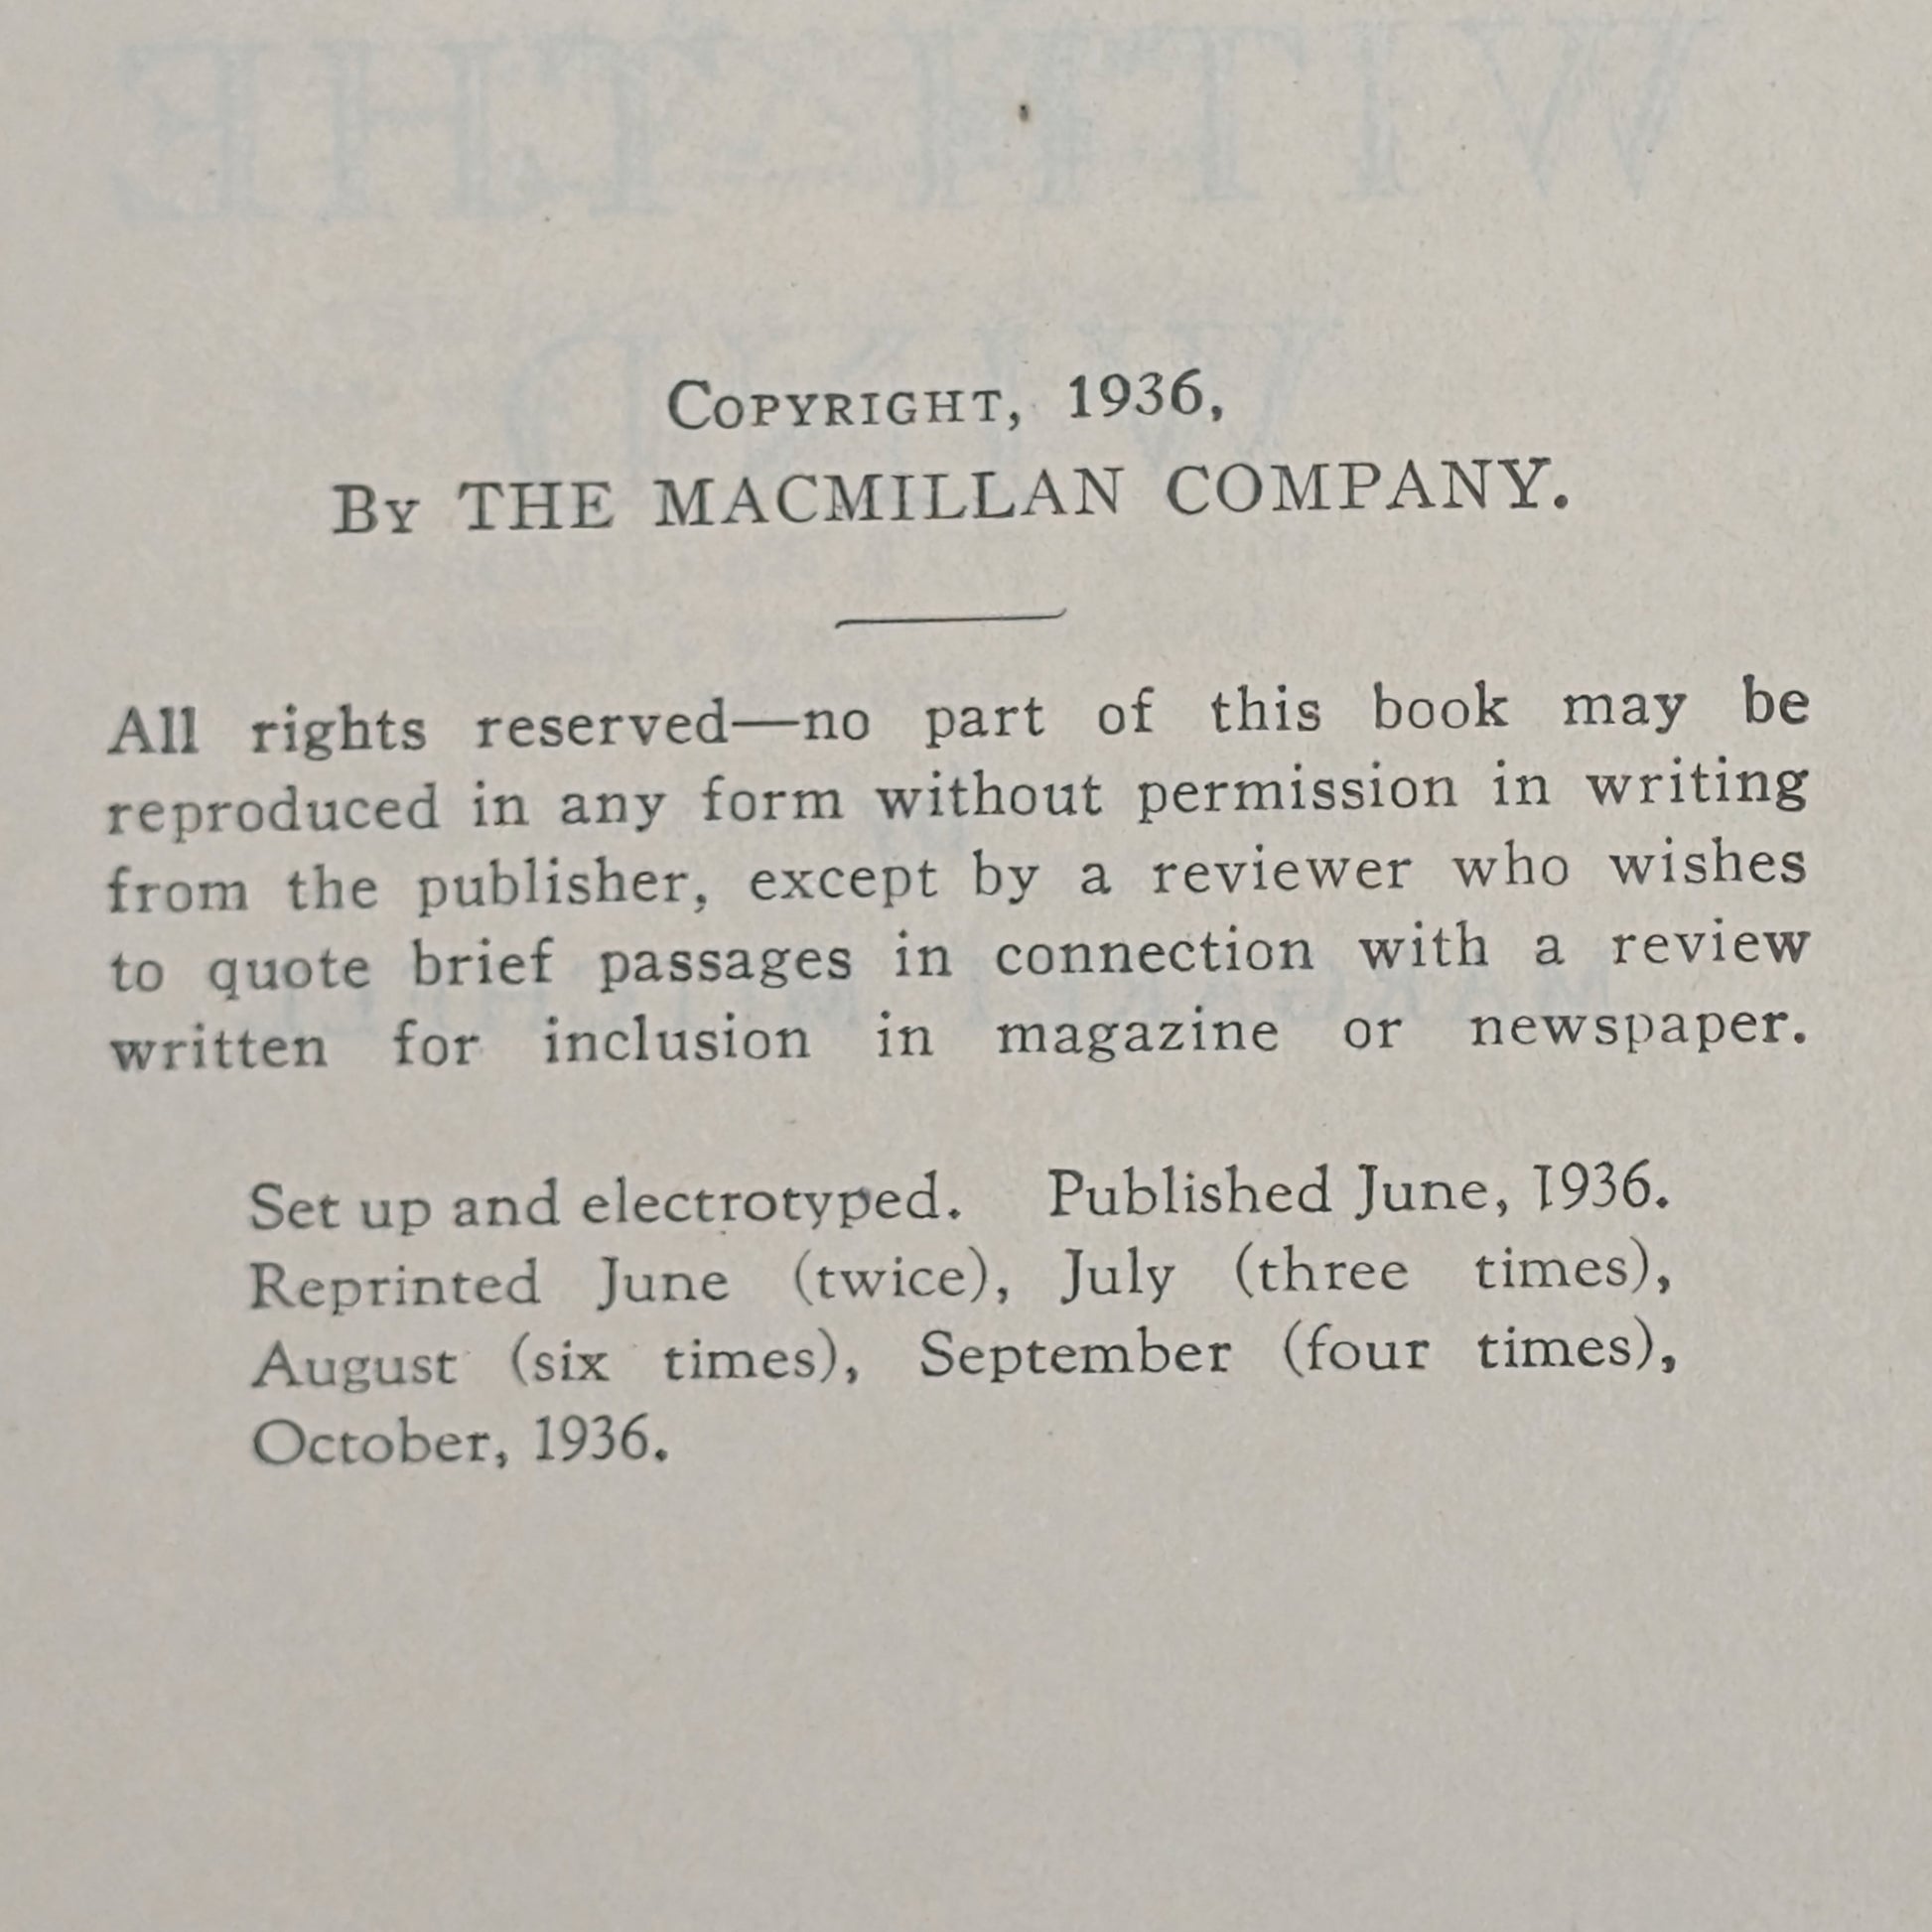 WITH THE
WIND
COPYRIGHT, 1936,
BY THE MACMILLAN COMPANY.
All rights reserved—no part of this book may be
reproduced in any form without permission in writing
from the publisher, except by a reviewer who wishes
to quote brief passages in connection with a review
written for inclusion in magazine or newspaper.
Set up and electrotyped. Published June, 1936.
Reprinted June (twice), July (three times),
August (six times), September (four times),
October, 1936.